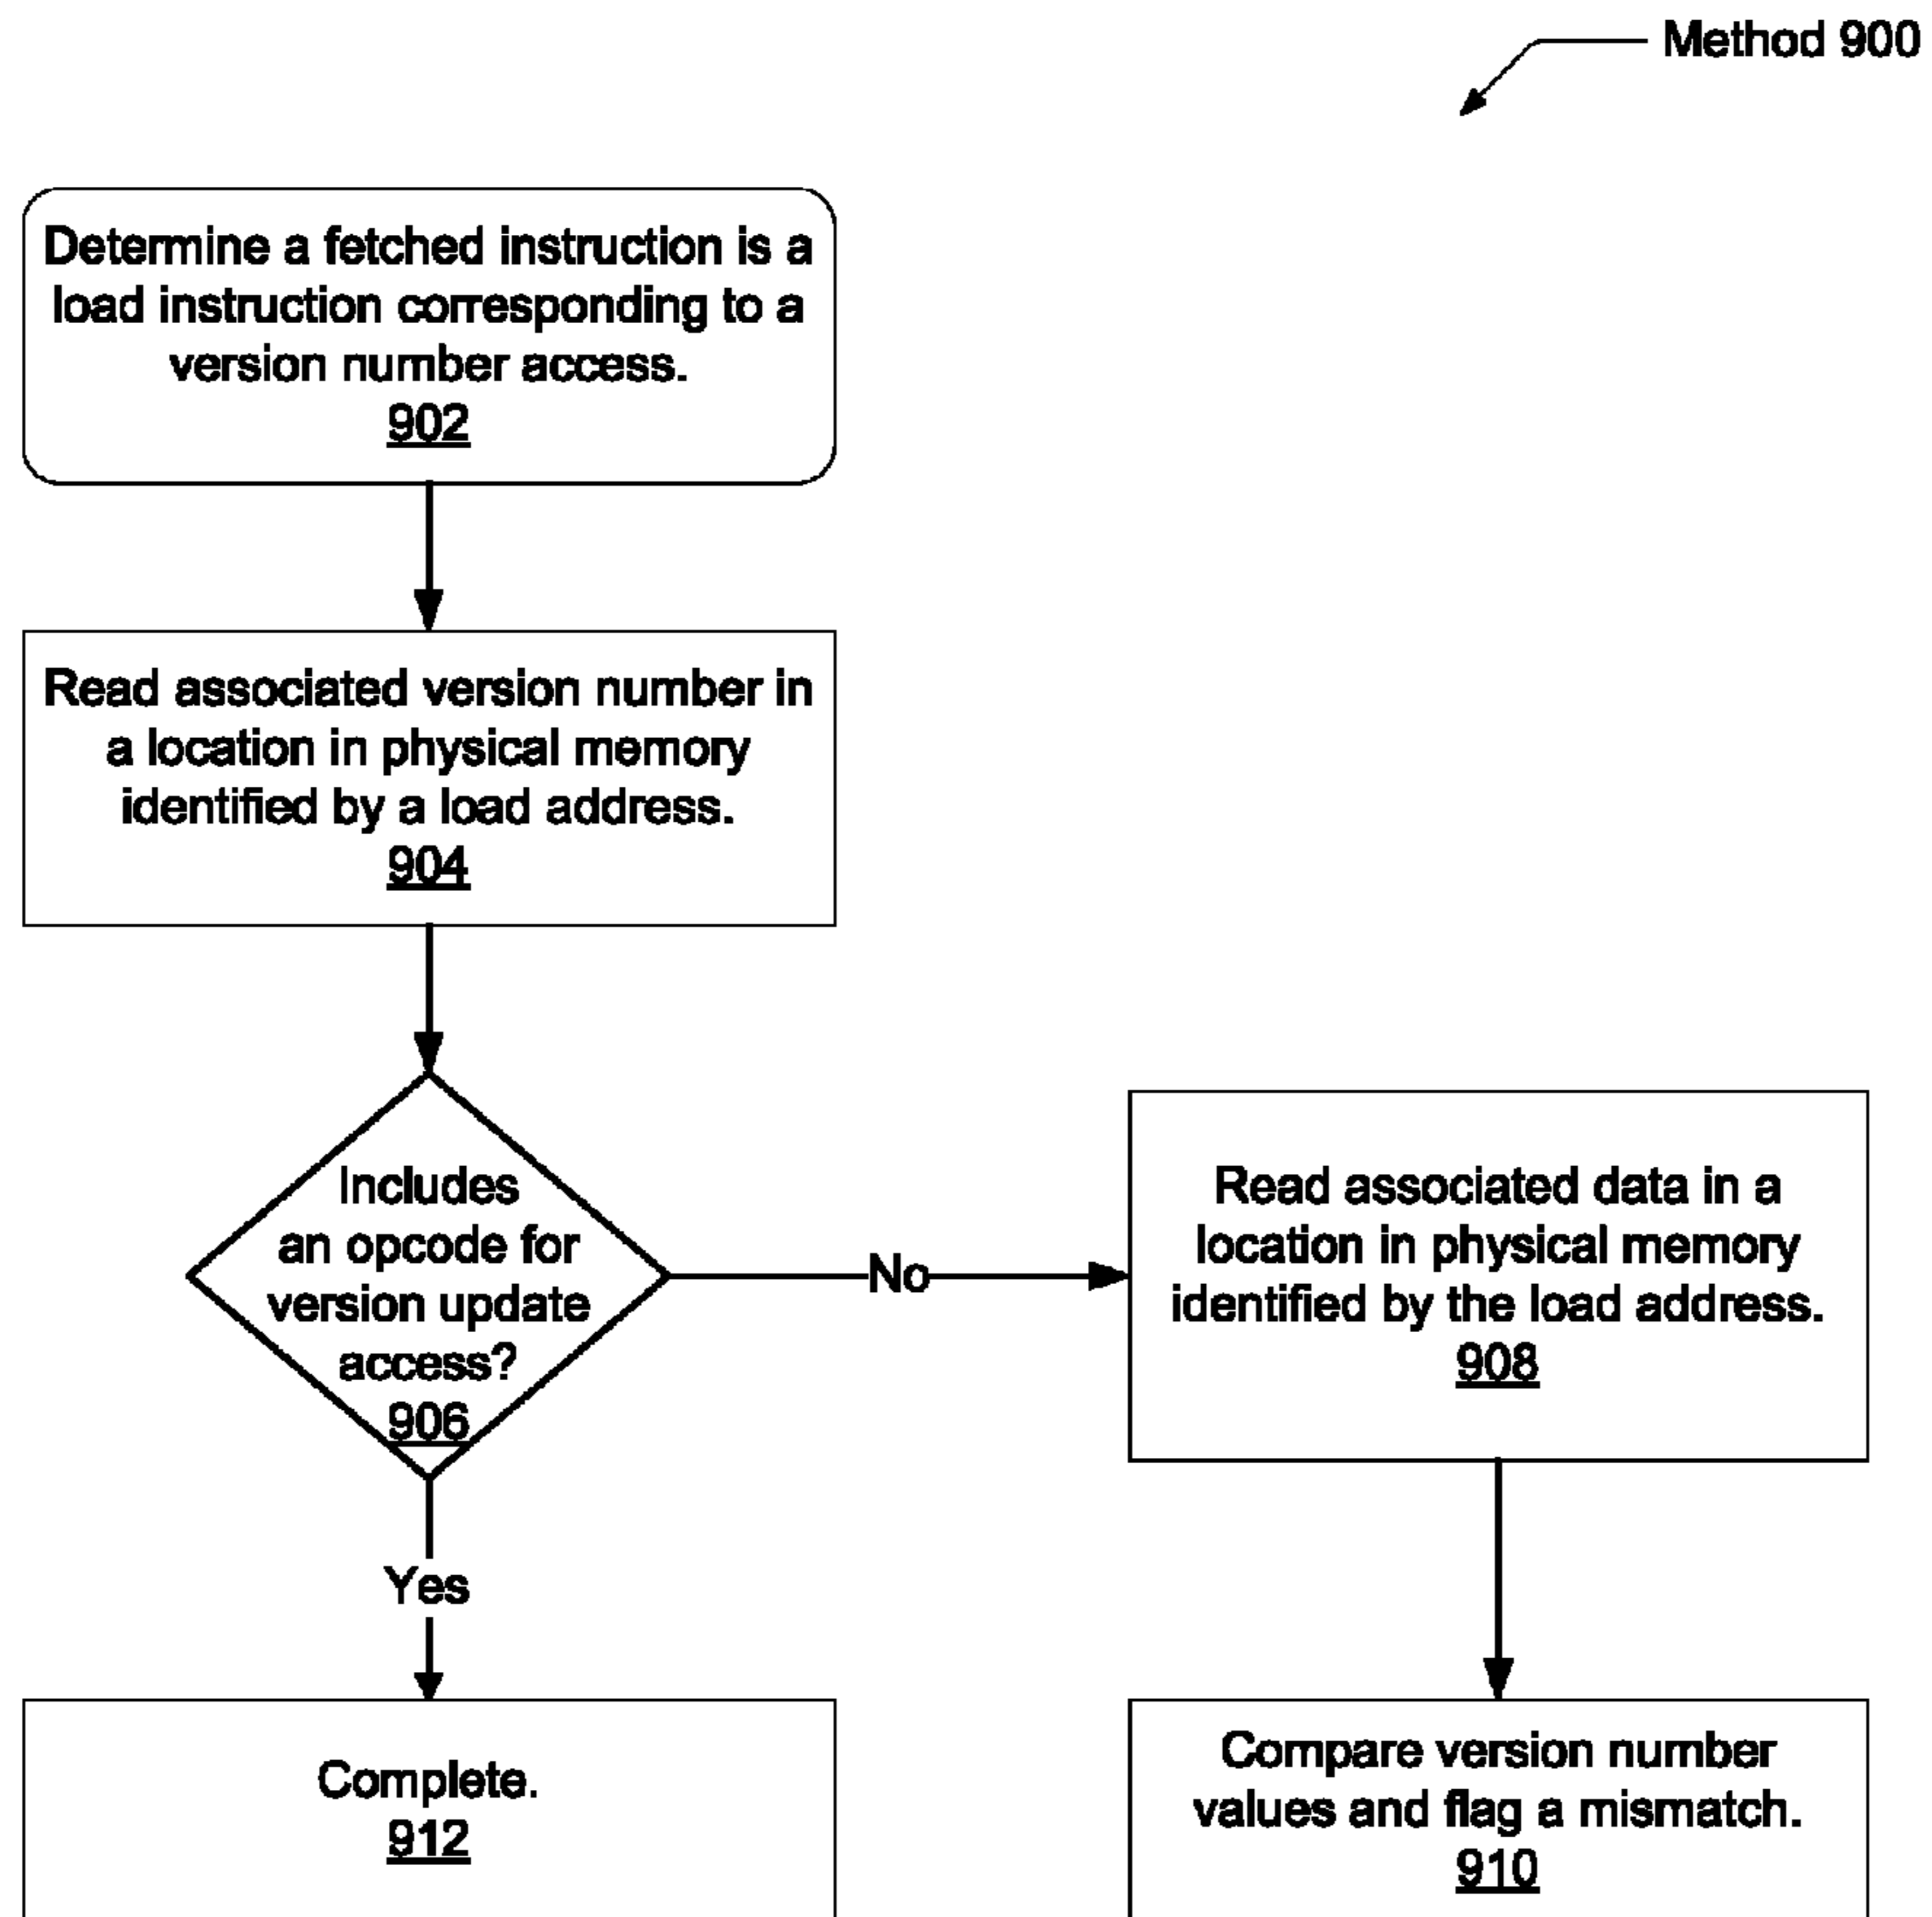 Method 900
Determine a fetched instruction is a
load instruction corresponding to a
version number access.
902
Read associated version number in
a location in physical memory
identified by a load address.
904
Includes
an opcode for
version update
access?
906
No
Read associated data in a
location in physical memory
identified by the load address.
908
Yes
Complete.
912
Compare version number
values and flag a mismatch.
910